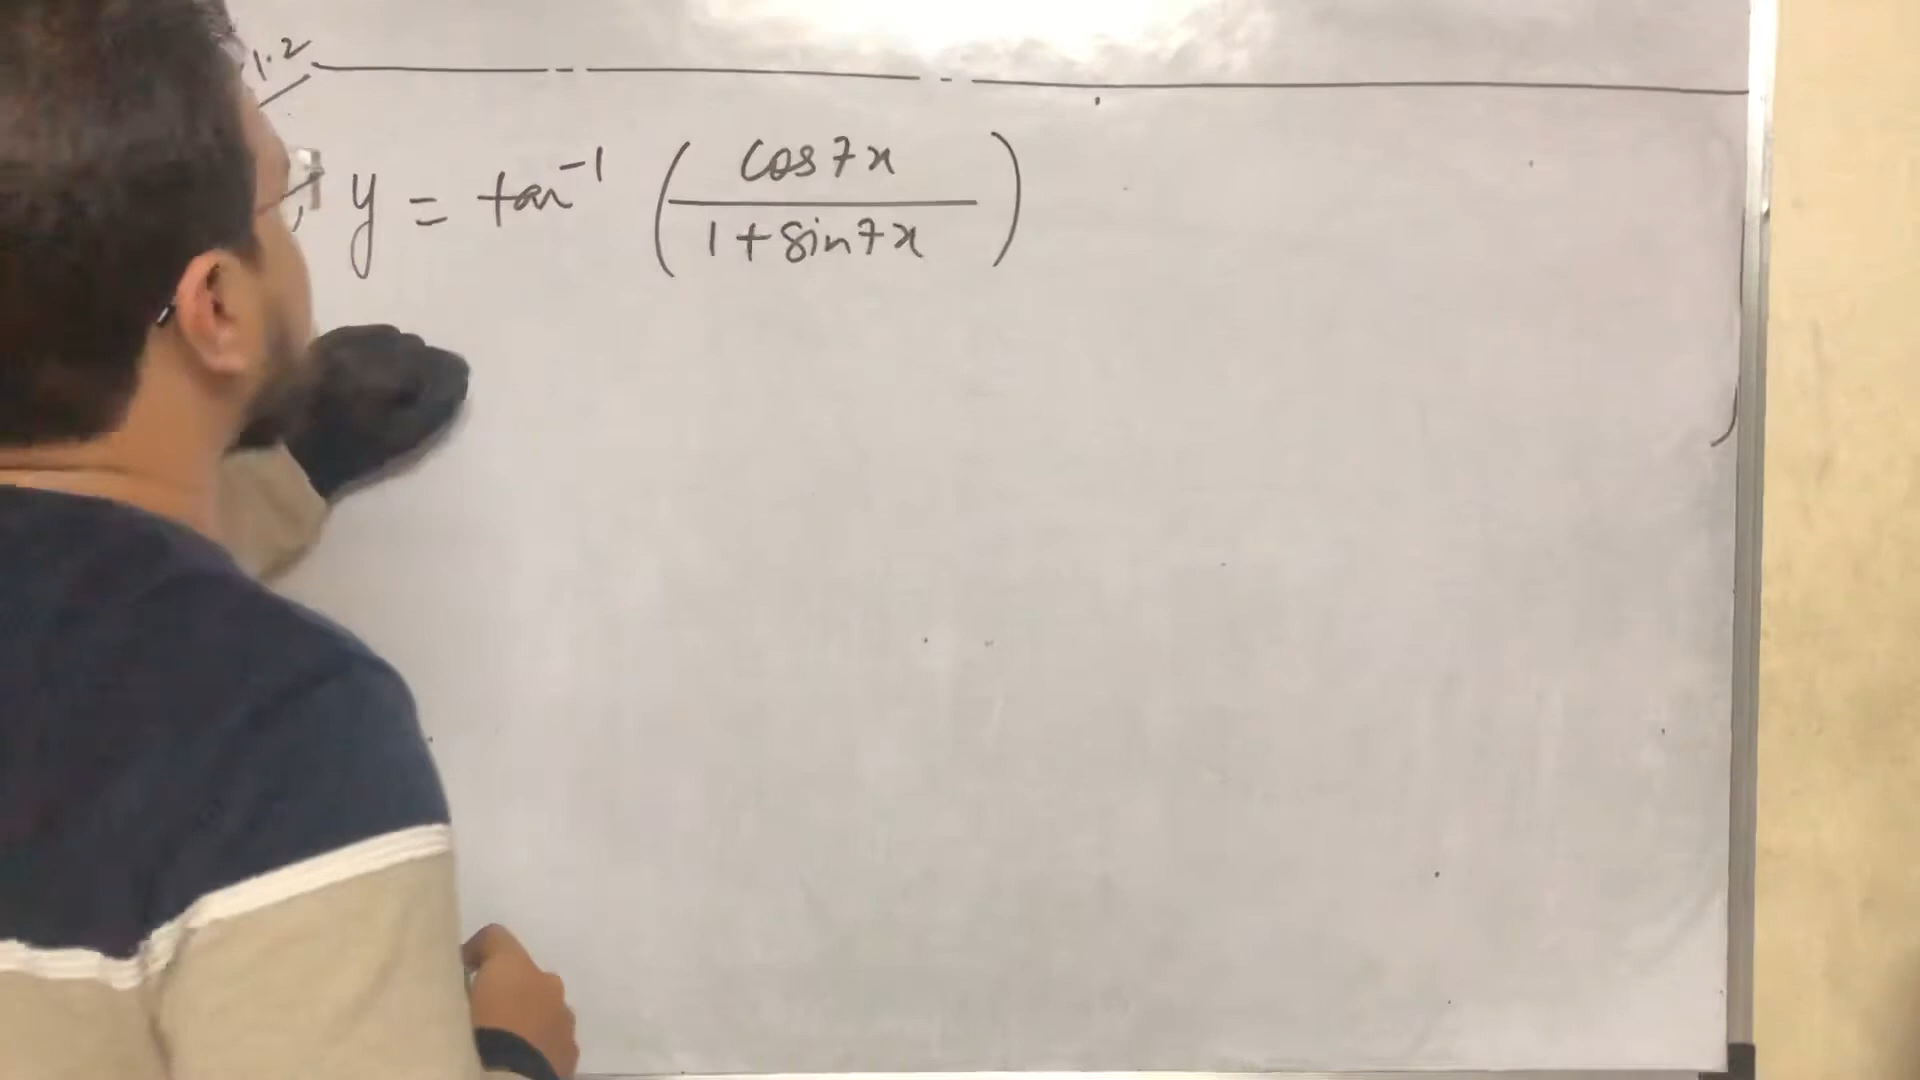 1.2
y = tan⁻¹ (cos7x / 1+sin7x)